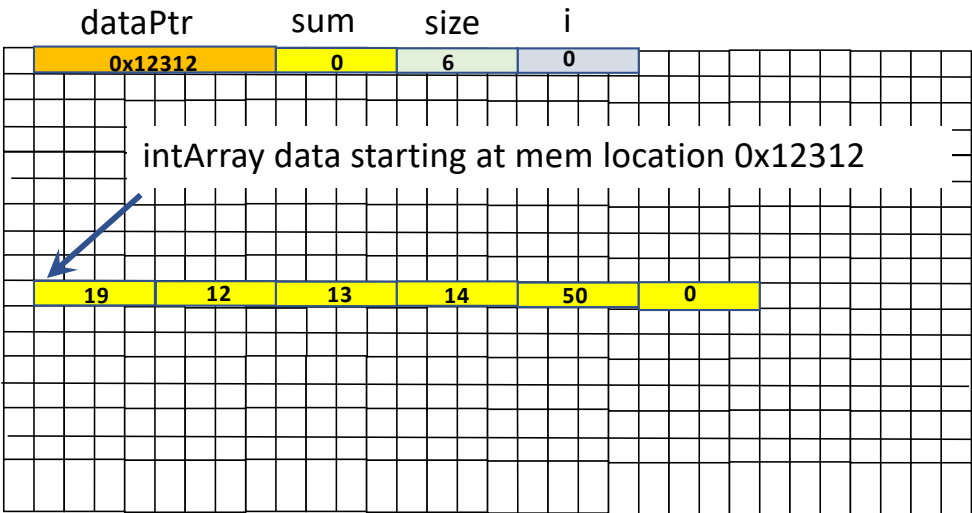 dataPtr sum size i
0x12312 0 6 0
intArray data starting at mem location 0x12312
19 12 13 14 50 0